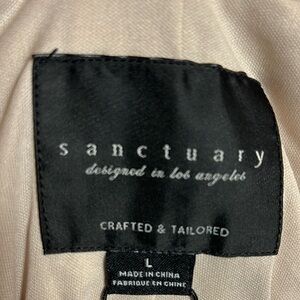 sanctuary
designed in los angeles
CRAFTED & TAILORED
L
MADE IN CHINA
FABRIQUE EN CHINE